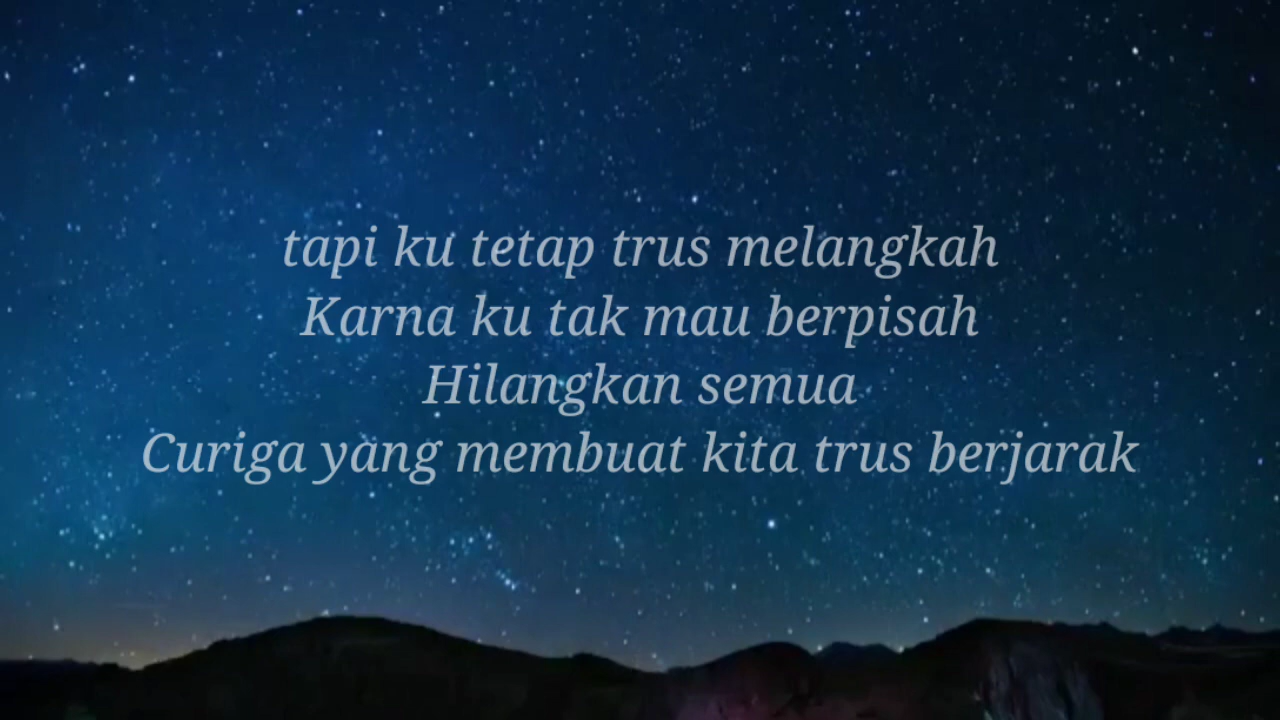 tapi ku tetap trus melangkah
Karna ku tak mau berpisah
Hilangkan semua
Curiga yang membuat kita trus berjarak